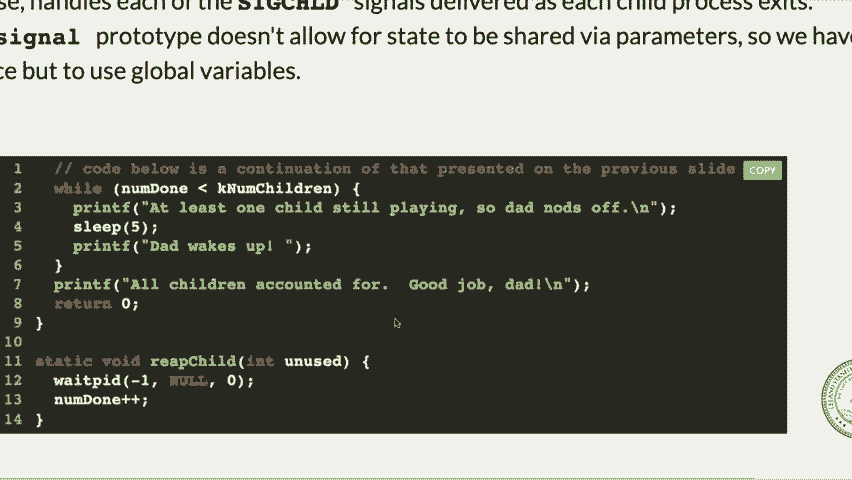 se, handles each of the SIGCHLD signals delivered as each child process exits.
signal prototype doesn't allow for state to be shared via parameters, so we have
ce but to use global variables.
COPY
1 // code below is a continuation of that presented on the previous slide
2 while (numDone < kNumChildren) {
3 printf("At least one child still playing, so dad nods off.\n");
4 sleep(5);
5 printf("Dad wakes up! ");
6 }
7 printf("All children accounted for.  Good job, dad!\n");
8 return 0;
9 }
10
11 static void reapChild(int unused) {
12 waitpid(-1, NULL, 0);
13 numDone++;
14 }